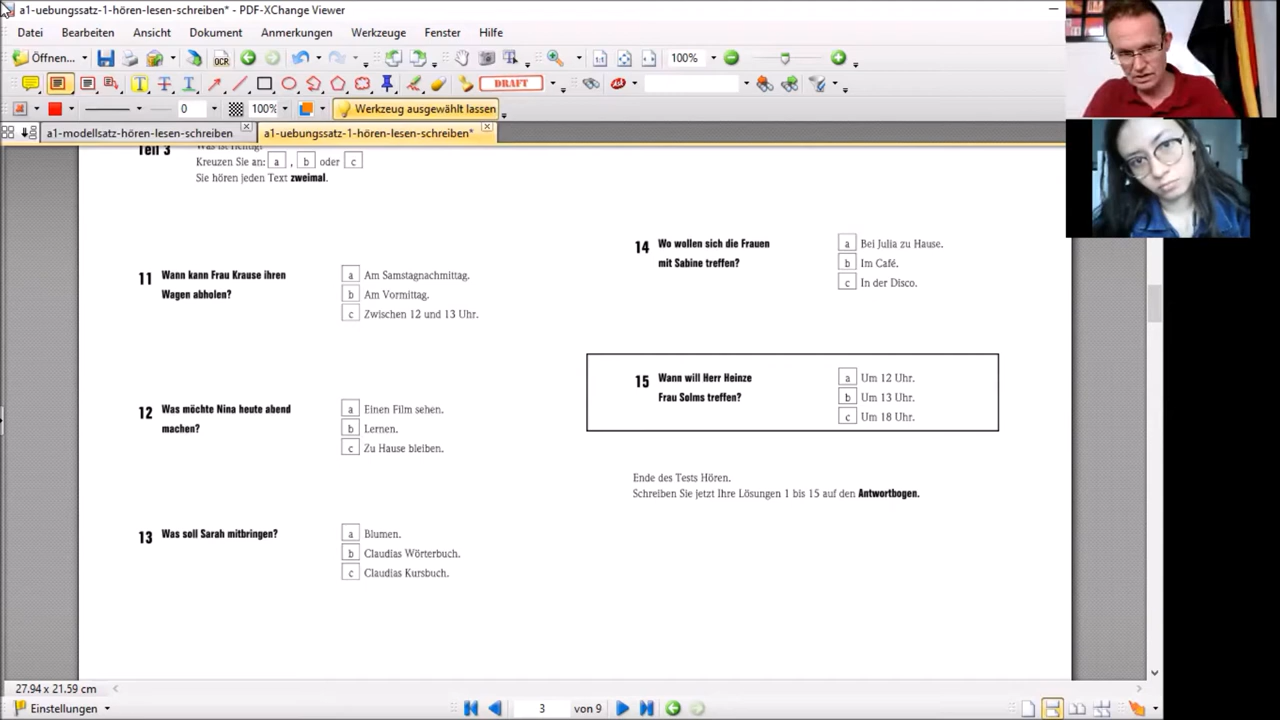 a1-uebungssatz-1-hören-lesen-schreiben* - PDF-XChange Viewer
Datei Bearbeiten Ansicht Dokument Anmerkungen Werkzeuge Fenster Hilfe
Öffnen... OCR 100%
T T T DRAFT
0 100% Werkzeug ausgewählt lassen
a1-modellsatz-hören-lesen-schreiben a1-uebungssatz-1-hören-lesen-schreiben*
Teil 3 Was ist richtig?
Kreuzen Sie an: a , b oder c
Sie hören jeden Text zweimal.
11 Wann kann Frau Krause ihren
Wagen abholen?
a Am Samstagnachmittag.
b Am Vormittag.
c Zwischen 12 und 13 Uhr.
12 Was möchte Nina heute abend
machen?
a Einen Film sehen.
b Lernen.
c Zu Hause bleiben.
13 Was soll Sarah mitbringen?
a Blumen.
b Claudias Wörterbuch.
c Claudias Kursbuch.
14 Wo wollen sich die Frauen
mit Sabine treffen?
a Bei Julia zu Hause.
b Im Café.
c In der Disco.
15 Wann will Herr Heinze
Frau Solms treffen?
a Um 12 Uhr.
b Um 13 Uhr.
c Um 18 Uhr.
Ende des Tests Hören.
Schreiben Sie jetzt Ihre Lösungen 1 bis 15 auf den Antwortbogen.
27.94 x 21.59 cm
Einstellungen 3 von 9